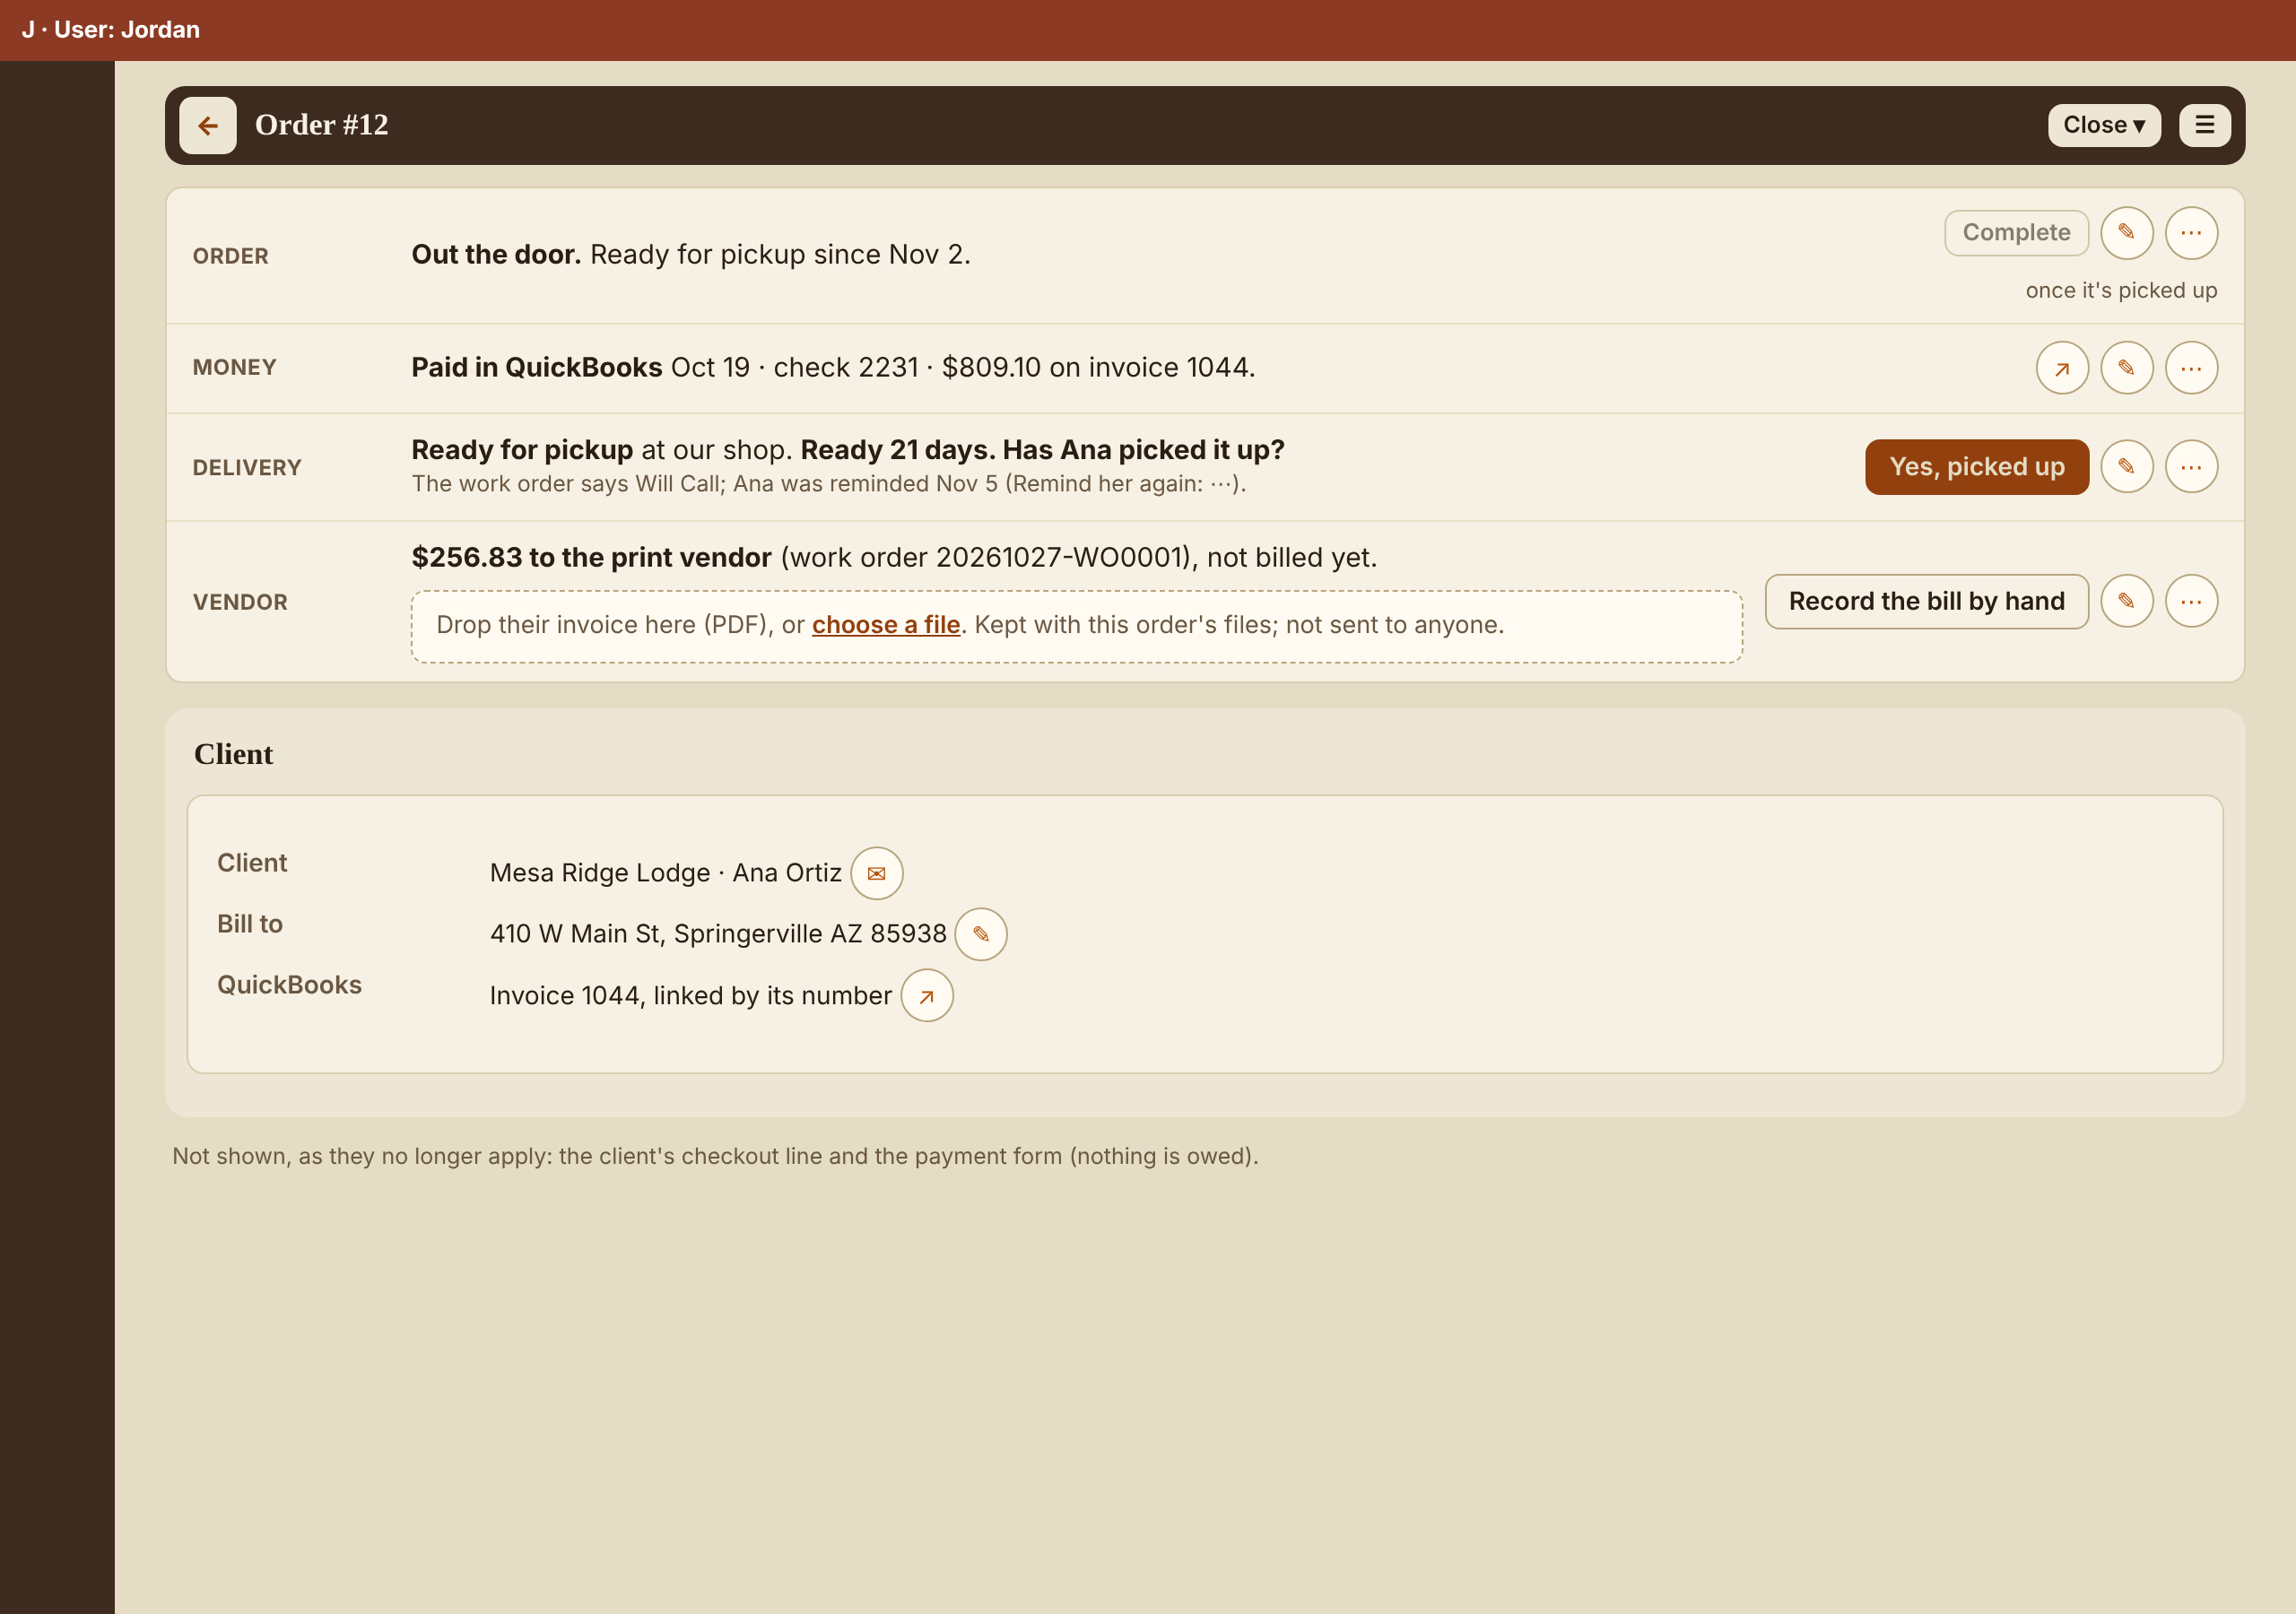 J · User: Jordan
← Order #12
Close ▾ ☰
ORDER
Out the door. Ready for pickup since Nov 2.
Complete ✎ ⋯
once it's picked up
MONEY
Paid in QuickBooks Oct 19 · check 2231 · $809.10 on invoice 1044.
↗ ✎ ⋯
DELIVERY
Ready for pickup at our shop. Ready 21 days. Has Ana picked it up?
The work order says Will Call; Ana was reminded Nov 5 (Remind her again: ⋯).
Yes, picked up ✎ ⋯
VENDOR
$256.83 to the print vendor (work order 20261027-WO0001), not billed yet.
Drop their invoice here (PDF), or choose a file. Kept with this order's files; not sent to anyone.
Record the bill by hand ✎ ⋯
Client
Client
Mesa Ridge Lodge · Ana Ortiz ✉
Bill to
410 W Main St, Springerville AZ 85938 ✎
QuickBooks
Invoice 1044, linked by its number ↗
Not shown, as they no longer apply: the client's checkout line and the payment form (nothing is owed).